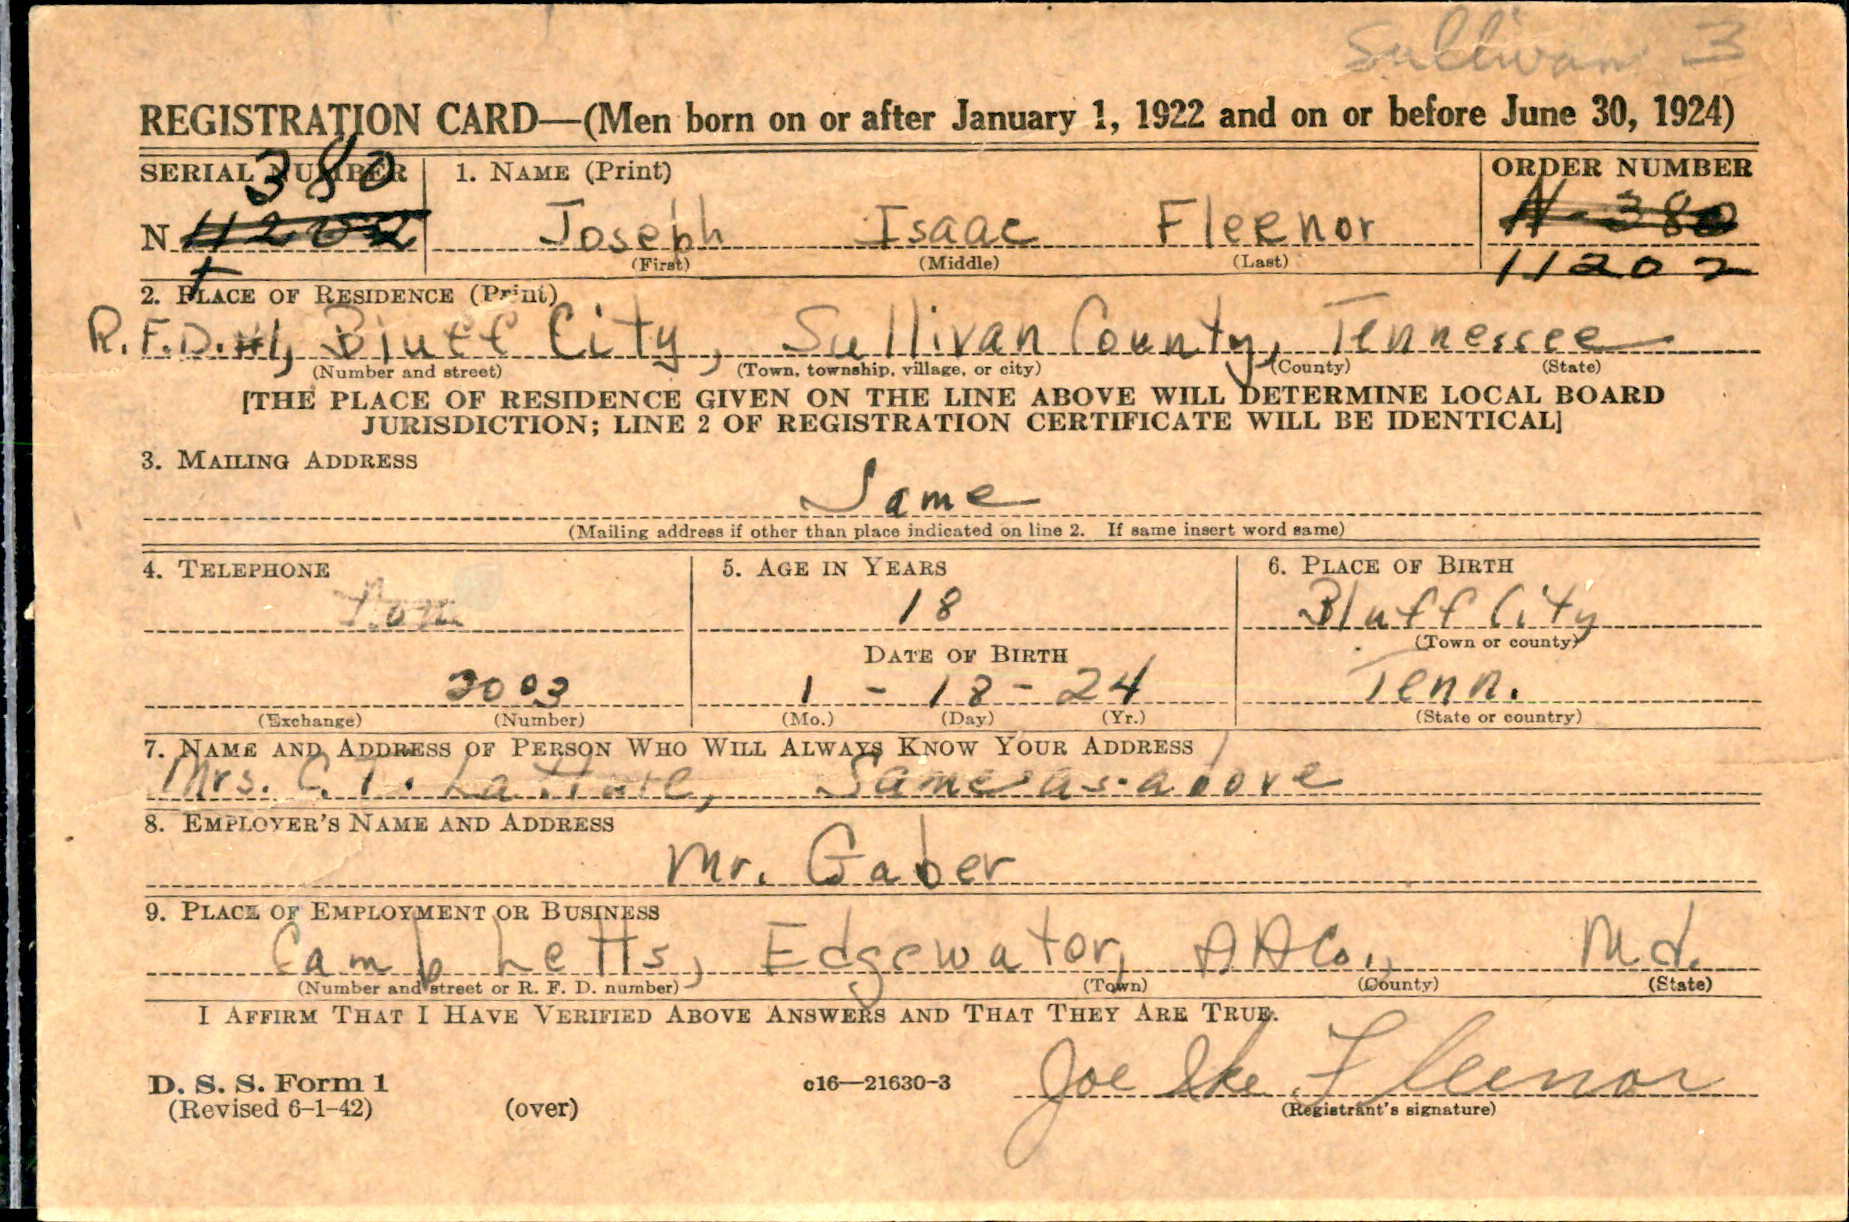 Sullivan 3
REGISTRATION CARD—(Men born on or after January 1, 1922 and on or before June 30, 1924)
SERIAL NUMBER 1. NAME (Print) ORDER NUMBER
380
N 11202 Joseph Isaac Fleenor N-380
(First) (Middle) (Last) 11202
2. PLACE OF RESIDENCE (Print)
R.F.D.#1, Bluff City, Sullivan County, Tennessee
(Number and street) (Town, township, village, or city) (County) (State)
[THE PLACE OF RESIDENCE GIVEN ON THE LINE ABOVE WILL DETERMINE LOCAL BOARD
JURISDICTION; LINE 2 OF REGISTRATION CERTIFICATE WILL BE IDENTICAL]
3. MAILING ADDRESS
Same
(Mailing address if other than place indicated on line 2. If same insert word same)
4. TELEPHONE 5. AGE IN YEARS 6. PLACE OF BIRTH
18 Bluff City
DATE OF BIRTH (Town or county)
3003 1 - 18 - 24 Tenn.
(Exchange) (Number) (Mo.) (Day) (Yr.) (State or country)
7. NAME AND ADDRESS OF PERSON WHO WILL ALWAYS KNOW YOUR ADDRESS
Mrs. C. T. Same as above
8. EMPLOYER'S NAME AND ADDRESS
Mr. Gaber
9. PLACE OF EMPLOYMENT OR BUSINESS
Camp Letts, Edgewater, AACo., Md.
(Number and street or R. F. D. number) (Town) (County) (State)
I AFFIRM THAT I HAVE VERIFIED ABOVE ANSWERS AND THAT THEY ARE TRUE.
D. S. S. Form 1 c16—21630-3 Joe Ike Fleenor
(Revised 6-1-42) (over) (Registrant's signature)